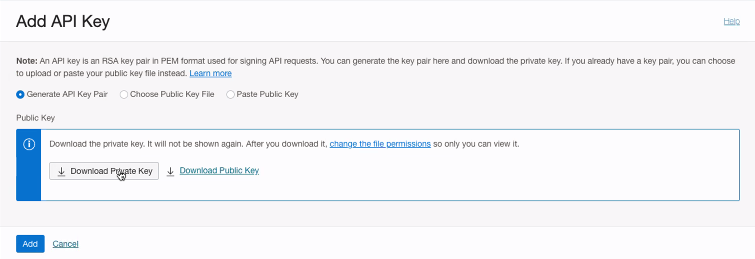 Add API Key
Help
Note: An API key is an RSA key pair in PEM format used for signing API requests. You can generate the key pair here and download the private key. If you already have a key pair, you can choose
to upload or paste your public key file instead. Learn more
Generate API Key Pair Choose Public Key File Paste Public Key
Public Key
Download the private key. It will not be shown again. After you download it, change the file permissions so only you can view it.
Download Private Key Download Public Key
Add Cancel